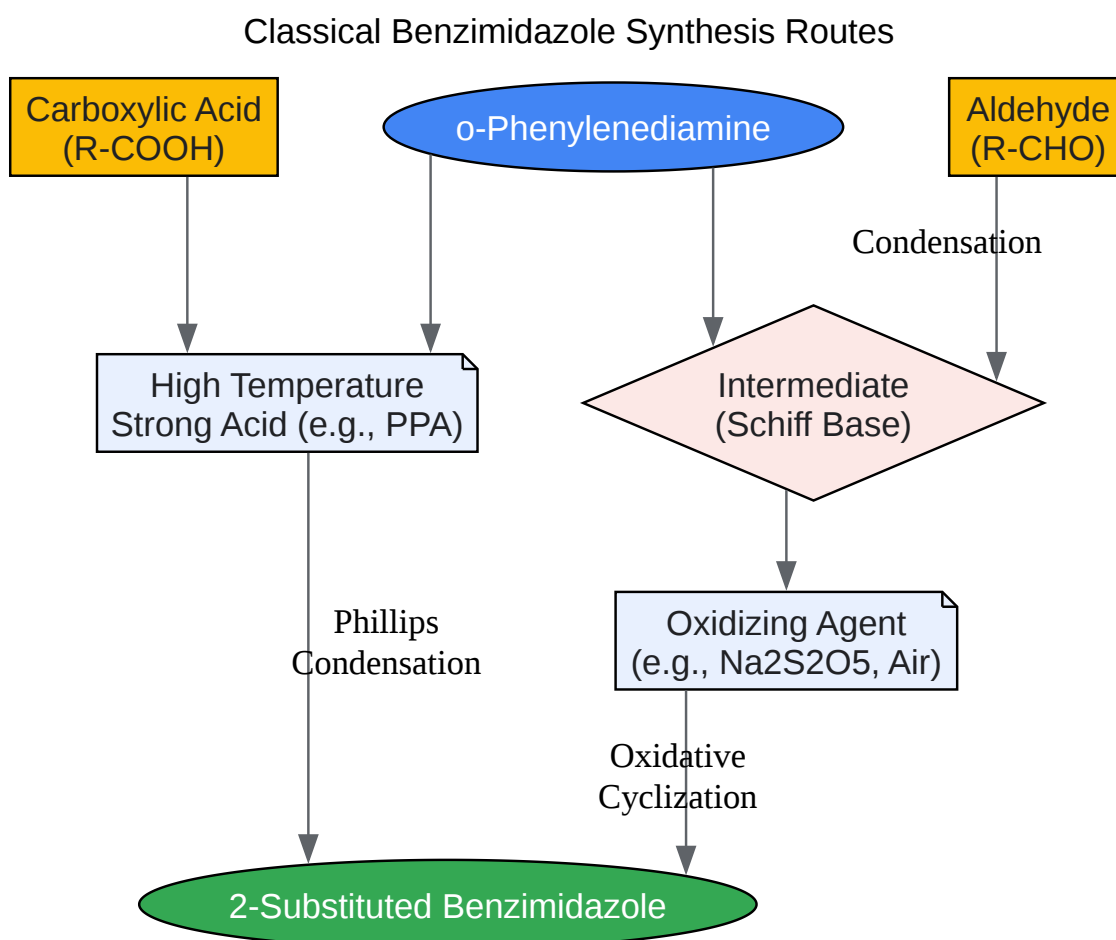 Classical Benzimidazole Synthesis Routes
Carboxylic Acid
(R-COOH)
o-Phenylenediamine
Aldehyde
(R-CHO)
Condensation
High Temperature
Strong Acid (e.g., PPA)
Intermediate
(Schiff Base)
Phillips
Condensation
Oxidizing Agent
(e.g., Na2S2O5, Air)
Oxidative
Cyclization
2-Substituted Benzimidazole